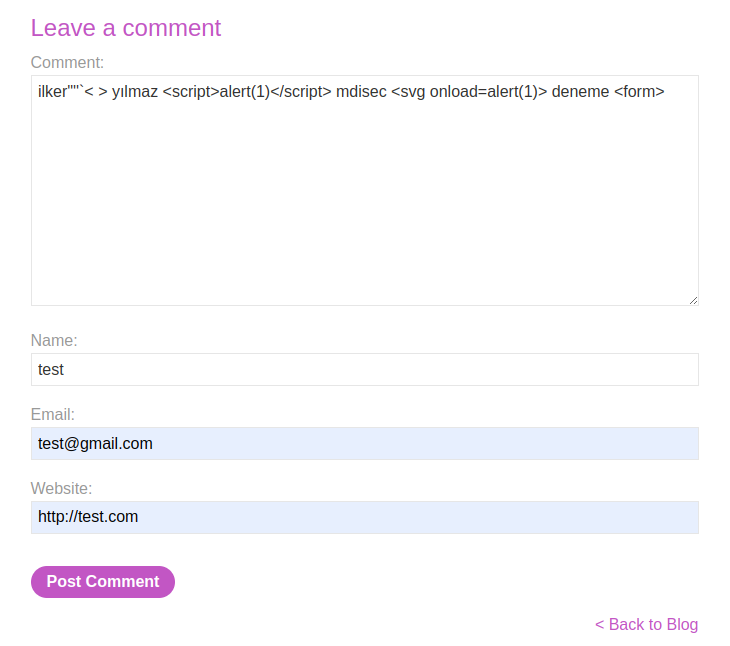 Leave a comment
Comment:
ilker""`< > yılmaz <script>alert(1)</script> mdisec <svg onload=alert(1)> deneme <form>
Name:
test
Email:
test@gmail.com
Website:
http://test.com
Post Comment
< Back to Blog